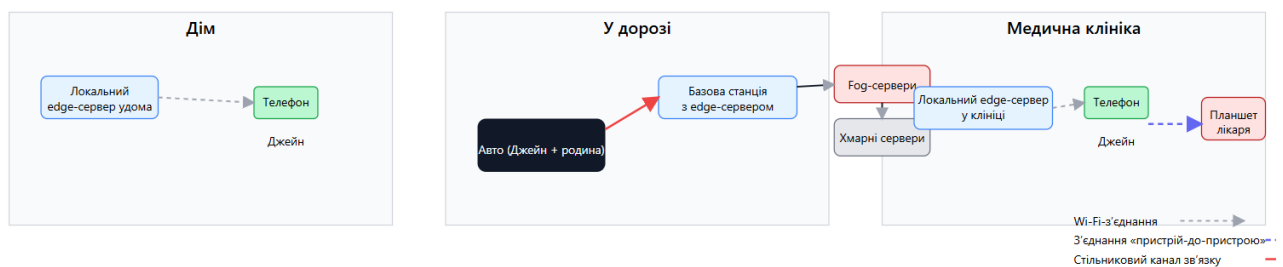 Дім
Локальний
edge-сервер удома
Телефон
Джейн
У дорозі
Авто (Джейн + родина)
Базова станція
з edge-сервером
Fog-сервери
Хмарні сервери
Медична клініка
Локальний edge-сервер
у клініці
Телефон
Джейн
Планшет
лікаря
Wi-Fi-з’єднання
З’єднання «пристрій-до-пристрою»
Стільниковий канал зв’язку